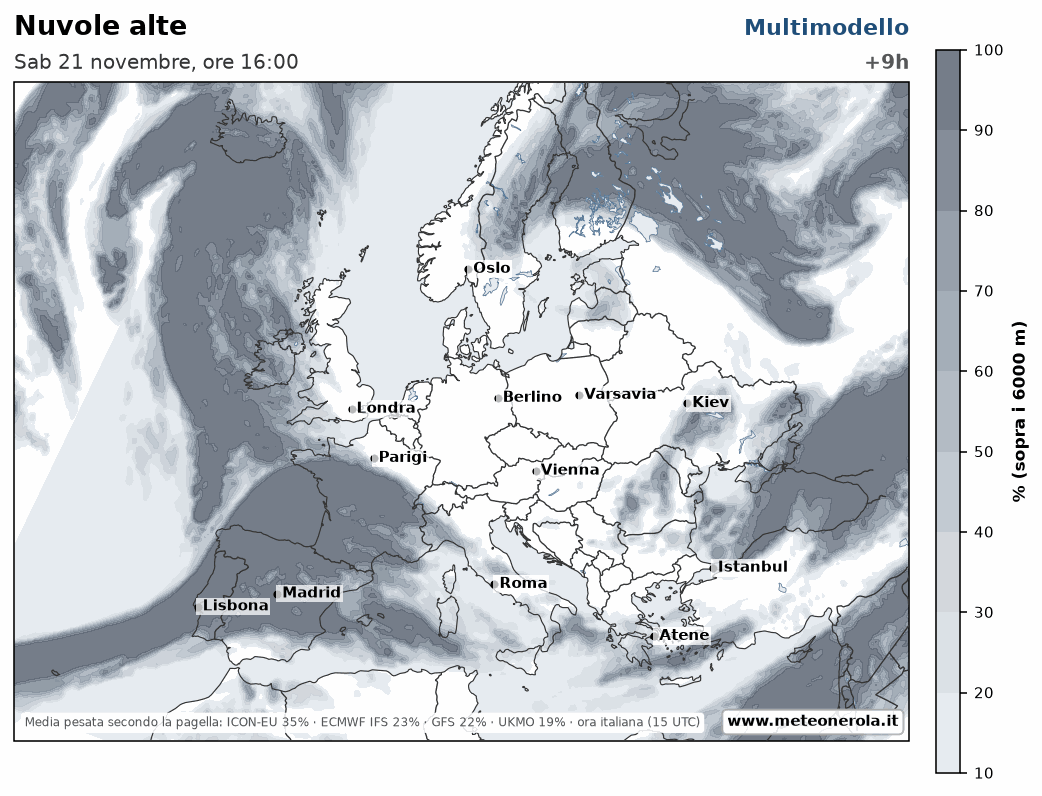 Nuvole alte
Multimodello
Sab 21 novembre, ore 16:00
+9h
100
90
80
70
60
50
40
30
20
10
% (sopra i 6000 m)
Oslo
Londra
Berlino
Varsavia
Kiev
Parigi
Vienna
Istanbul
Roma
Madrid
Lisbona
Atene
Media pesata secondo la pagella: ICON-EU 35% · ECMWF IFS 23% · GFS 22% · UKMO 19% · ora italiana (15 UTC)
www.meteonerola.it